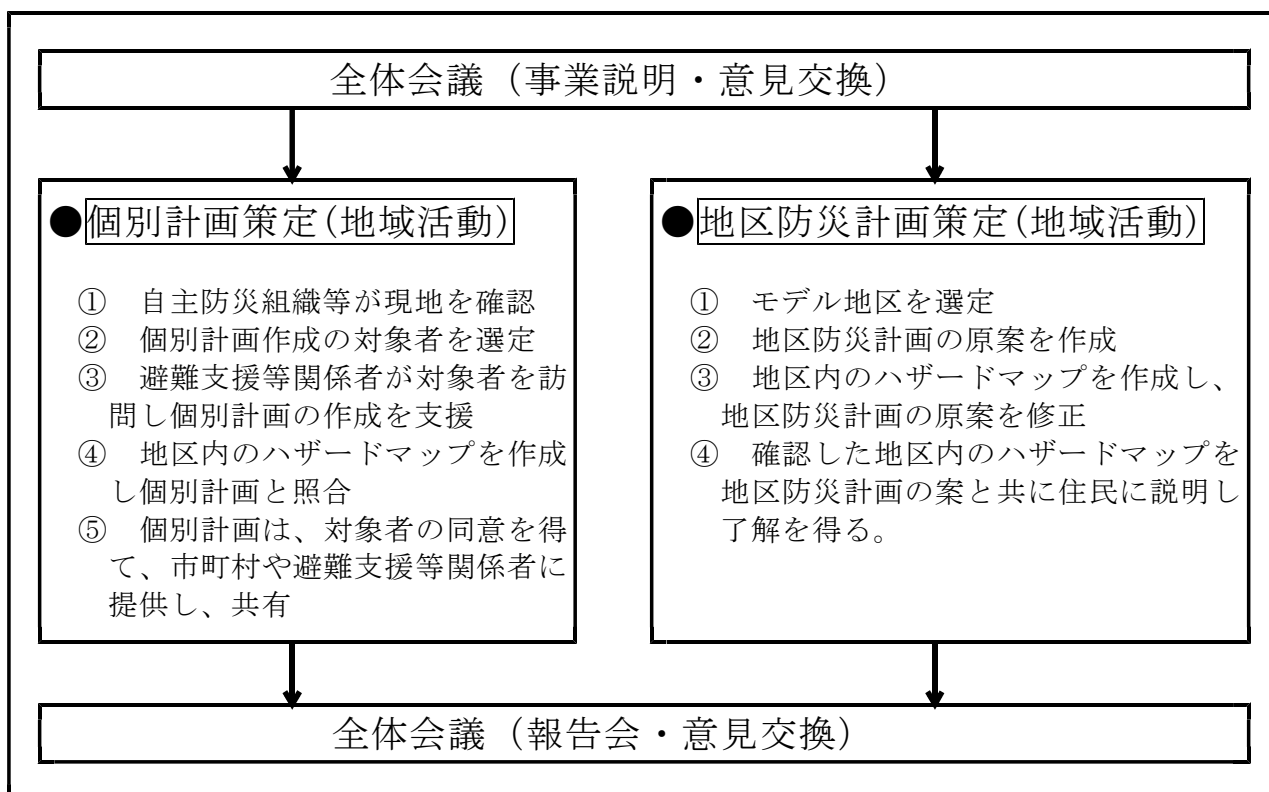 全体会議（事業説明・意見交換）
●個別計画策定(地域活動)
① 自主防災組織等が現地を確認
② 個別計画作成の対象者を選定
③ 避難支援等関係者が対象者を訪
問し個別計画の作成を支援
④ 地区内のハザードマップを作成
し個別計画と照合
⑤ 個別計画は、対象者の同意を得
て、市町村や避難支援等関係者に
提供し、共有
●地区防災計画策定(地域活動)
① モデル地区を選定
② 地区防災計画の原案を作成
③ 地区内のハザードマップを作成し、
地区防災計画の原案を修正
④ 確認した地区内のハザードマップを
地区防災計画の案と共に住民に説明し
了解を得る。
全体会議（報告会・意見交換）